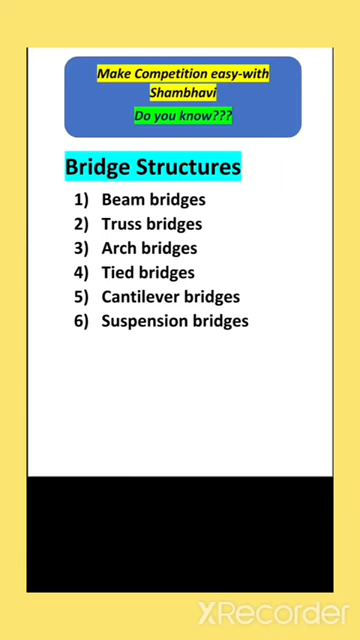 Make Competition easy-with
Shambhavi
Do you know???
Bridge Structures
1) Beam bridges
2) Truss bridges
3) Arch bridges
4) Tied bridges
5) Cantilever bridges
6) Suspension bridges
XRecorder